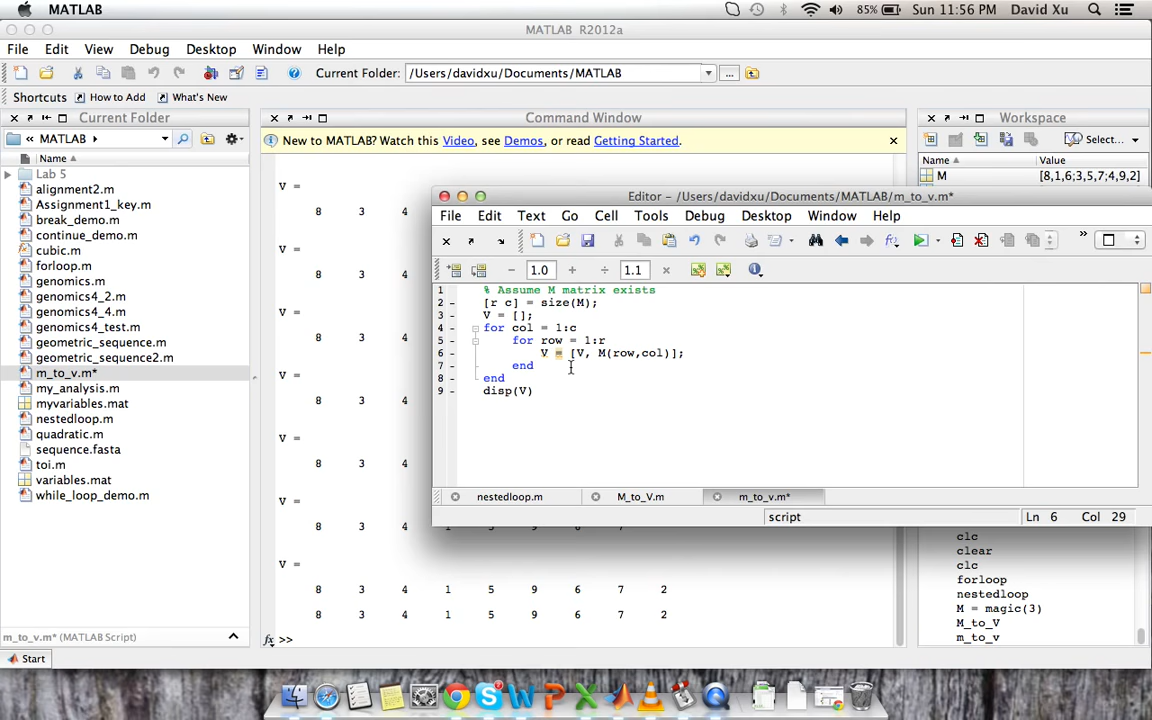 MATLAB 85% Sun 11:56 PM David Xu
MATLAB R2012a
File Edit View Debug Desktop Window Help
Current Folder: /Users/davidxu/Documents/MATLAB ...
Shortcuts How to Add What's New
Current Folder
« MATLAB
Name
Lab 5
alignment2.m
Assignment1_key.m
break_demo.m
continue_demo.m
cubic.m
forloop.m
genomics.m
genomics4_2.m
genomics4_4.m
genomics4_test.m
geometric_sequence.m
geometric_sequence2.m
m_to_v.m*
my_analysis.m
myvariables.mat
nestedloop.m
quadratic.m
sequence.fasta
toi.m
variables.mat
while_loop_demo.m
m_to_v.m* (MATLAB Script)
Start
Command Window
New to MATLAB? Watch this Video, see Demos, or read Getting Started.
V =
8 3 4
V =
8 3 4
V =
8 3 4
V =
8 3 4
V =
8 3 4
V =
8 3 4 1 5 9 6 7
V =
8 3 4 1 5 9 6 7 2
8 3 4 1 5 9 6 7 2
fx >>
Workspace
Select...
Name Value
M [8,1,6;3,5,7;4,9,2]
Editor - /Users/davidxu/Documents/MATLAB/m_to_v.m*
File Edit Text Go Cell Tools Debug Desktop Window Help
− 1.0 + ÷ 1.1 ×
1 % Assume M matrix exists
2 - [r c] = size(M);
3 - V = [];
4 - for col = 1:c
5 - for row = 1:r
6 - V = [V, M(row,col)];
7 - end
8 - end
9 - disp(V)
nestedloop.m M_to_V.m m_to_v.m*
script Ln 6 Col 29
clc
clear
clc
forloop
nestedloop
M = magic(3)
M_to_V
m_to_v